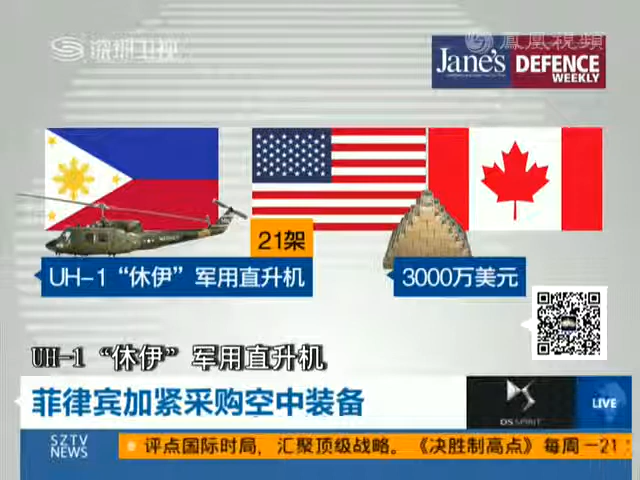 深圳卫视
鳳凰視頻
Jane's
DEFENCE
WEEKLY
21架
UH-1“休伊”军用直升机
3000万美元
UH-1“休伊”军用直升机
菲律宾加紧采购空中装备
DS SPIRIT
LIVE
SZTV
NEWS
评点国际时局，汇聚顶级战略。《决胜制高点》每周一21